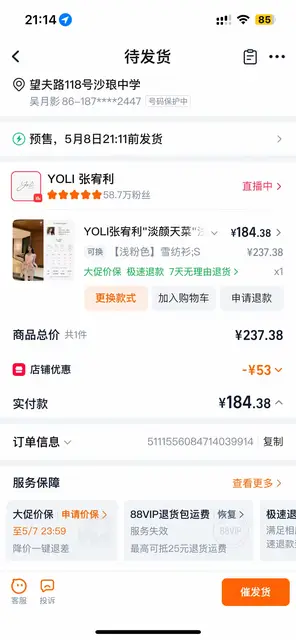 21:14
85
待发货
望夫路118号沙琅中学
吴月影 86-187****2447 号码保护中
预售，5月8日21:11前发货
YOLI 张宥利
58.7万粉丝
直播中
YOLI张宥利"淡颜天菜"
¥184.38
可换 【浅粉色】雪纺衫;S
¥237.38
大促价保 极速退款 7天无理由退货
x1
更换款式 加入购物车 申请退款
商品总价 共1件
¥237.38
店铺优惠
-¥53
实付款
¥184.38
订单信息
5111556084714039914 复制
服务保障
查看更多
大促价保 申请价保
至5/7 23:59
降价一键退差
88VIP退货包运费 恢复
服务失效
最高可抵25元退货运费
88VIP
极速退
满足相
速退款
客服
投诉
催发货